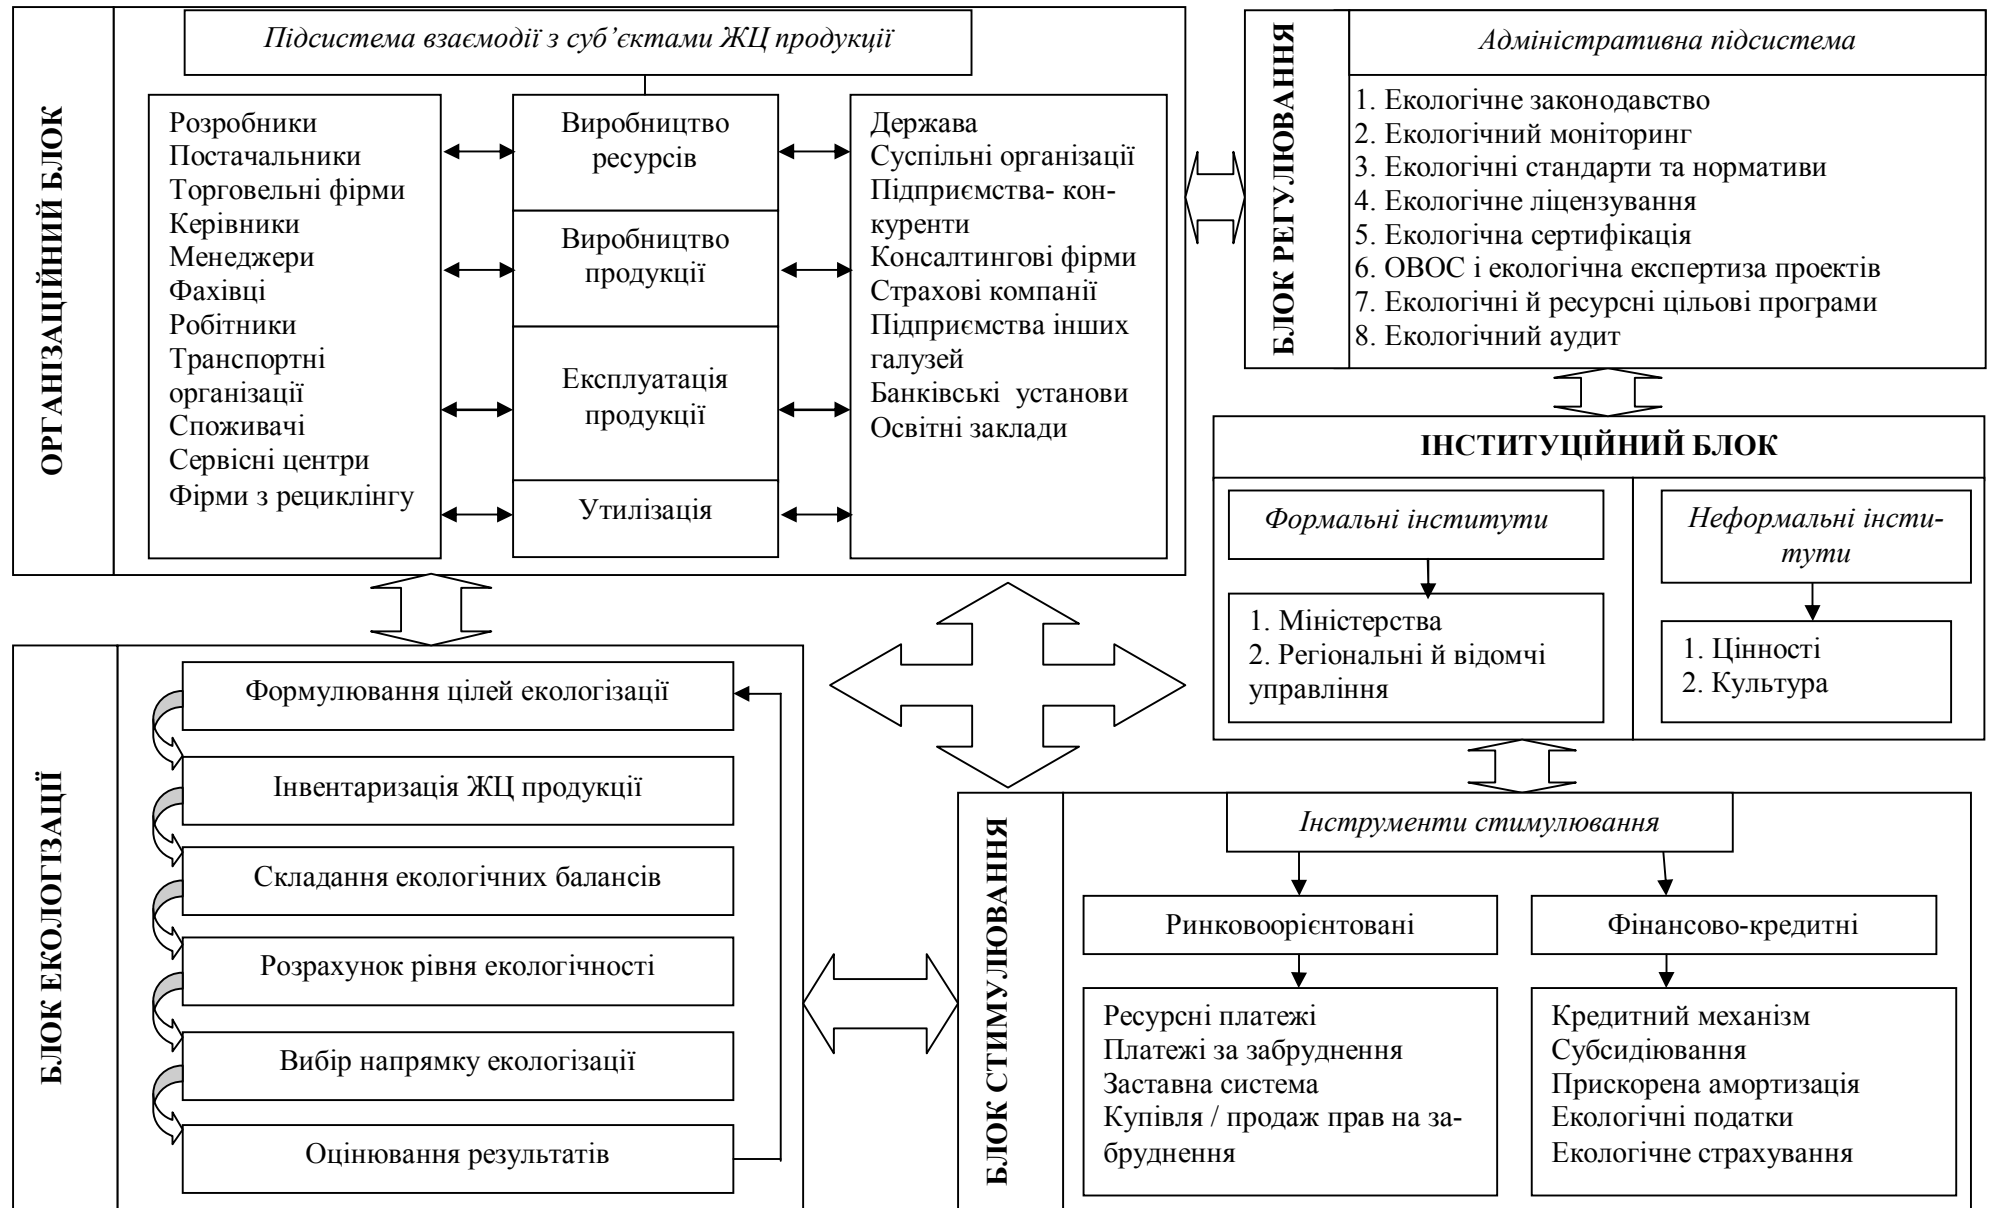 ОРГАНІЗАЦІЙНИЙ БЛОК
Підсистема взаємодії з суб’єктами ЖЦ продукції
Розробники
Постачальники
Торговельні фірми
Керівники
Менеджери
Фахівці
Робітники
Транспортні
організації
Споживачі
Сервісні центри
Фірми з рециклінгу
Виробництво
ресурсів
Виробництво
продукції
Експлуатація
продукції
Утилізація
Держава
Суспільні організації
Підприємства- кон-
куренти
Консалтингові фірми
Страхові компанії
Підприємства інших
галузей
Банківські установи
Освітні заклади
БЛОК РЕГУЛЮВАННЯ
Адміністративна підсистема
1. Екологічне законодавство
2. Екологічний моніторинг
3. Екологічні стандарти та нормативи
4. Екологічне ліцензування
5. Екологічна сертифікація
6. ОВОС і екологічна експертиза проектів
7. Екологічні й ресурсні цільові програми
8. Екологічний аудит
ІНСТИТУЦІЙНИЙ БЛОК
Формальні інститути
1. Міністерства
2. Регіональні й відомчі
управління
Неформальні інсти-
тути
1. Цінності
2. Культура
БЛОК ЕКОЛОГІЗАЦІЇ
Формулювання цілей екологізації
Інвентаризація ЖЦ продукції
Складання екологічних балансів
Розрахунок рівня екологічності
Вибір напрямку екологізації
Оцінювання результатів
БЛОК СТИМУЛЮВАННЯ
Інструменти стимулювання
Ринковоорієнтовані
Ресурсні платежі
Платежі за забруднення
Заставна система
Купівля / продаж прав на за-
бруднення
Фінансово-кредитні
Кредитний механізм
Субсидіювання
Прискорена амортизація
Екологічні податки
Екологічне страхування